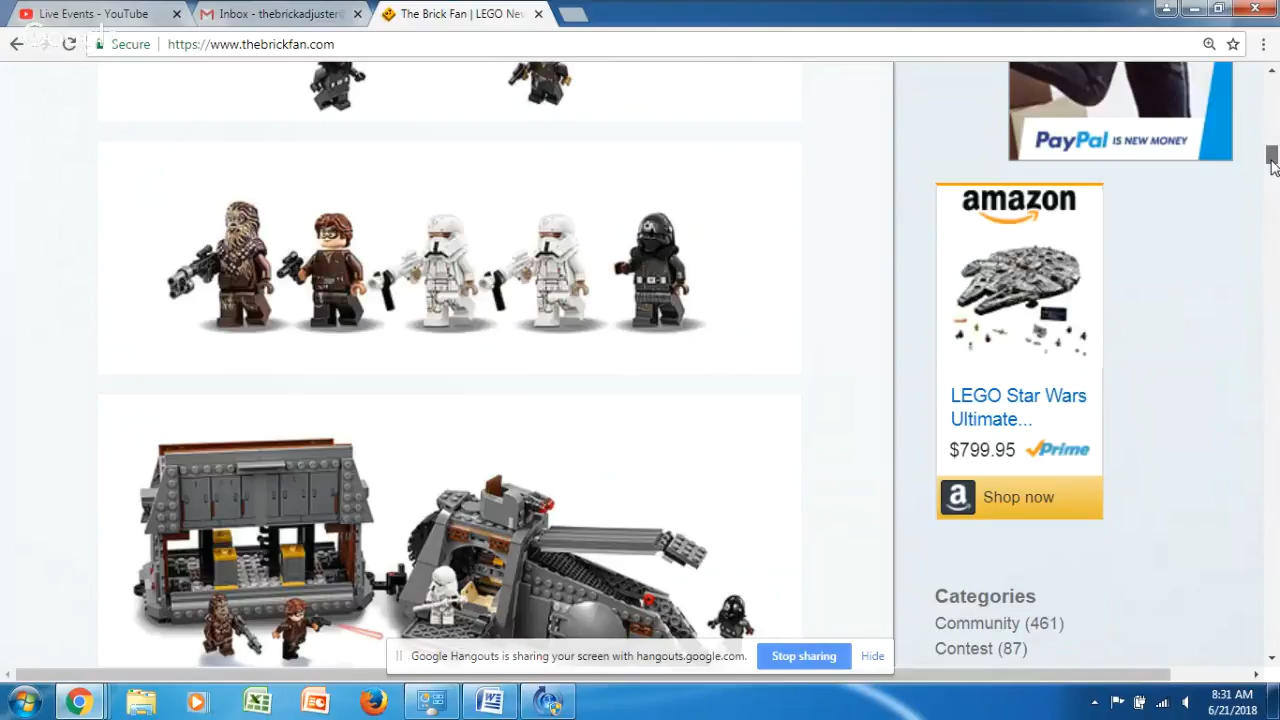 Live Events - YouTube
Inbox - thebrickadjuster@
The Brick Fan | LEGO Ne
Secure
https://www.thebrickfan.com
PayPal IS NEW MONEY
amazon
LEGO Star Wars
Ultimate...
$799.95 Prime
a Shop now
Categories
Community (461)
Contest (87)
Google Hangouts is sharing your screen with hangouts.google.com.
Stop sharing
Hide
8:31 AM
6/21/2018